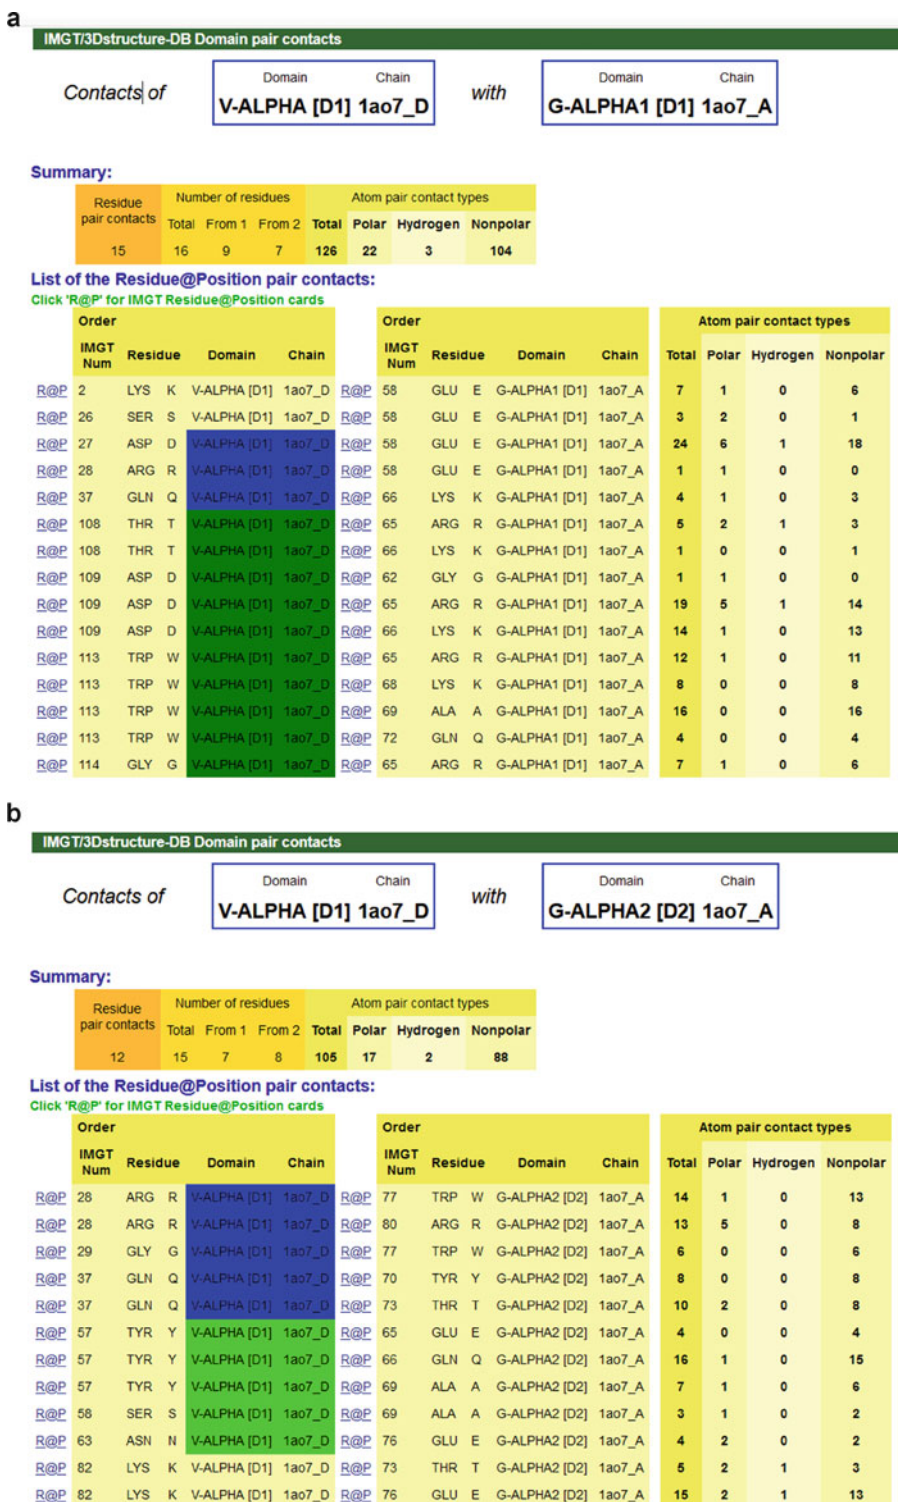 a
IMGT/3Dstructure-DB Domain pair contacts
Contacts of Domain Chain with Domain Chain
V-ALPHA [D1] 1ao7_D G-ALPHA1 [D1] 1ao7_A
Summary:
Residue pair contacts Number of residues Atom pair contact types
Total From 1 From 2 Total Polar Hydrogen Nonpolar
15 16 9 7 126 22 3 104
List of the Residue@Position pair contacts:
Click 'R@P' for IMGT Residue@Position cards
Order Order Atom pair contact types
IMGT Num Residue Domain Chain IMGT Num Residue Domain Chain Total Polar Hydrogen Nonpolar
R@P 2 LYS K V-ALPHA [D1] 1ao7_D R@P 58 GLU E G-ALPHA1 [D1] 1ao7_A 7 1 0 6
R@P 26 SER S V-ALPHA [D1] 1ao7_D R@P 58 GLU E G-ALPHA1 [D1] 1ao7_A 3 2 0 1
R@P 27 ASP D V-ALPHA [D1] 1ao7_D R@P 58 GLU E G-ALPHA1 [D1] 1ao7_A 24 6 1 18
R@P 28 ARG R V-ALPHA [D1] 1ao7_D R@P 58 GLU E G-ALPHA1 [D1] 1ao7_A 1 1 0 0
R@P 37 GLN Q V-ALPHA [D1] 1ao7_D R@P 66 LYS K G-ALPHA1 [D1] 1ao7_A 4 1 0 3
R@P 108 THR T V-ALPHA [D1] 1ao7_D R@P 65 ARG R G-ALPHA1 [D1] 1ao7_A 5 2 1 3
R@P 108 THR T V-ALPHA [D1] 1ao7_D R@P 66 LYS K G-ALPHA1 [D1] 1ao7_A 1 0 0 1
R@P 109 ASP D V-ALPHA [D1] 1ao7_D R@P 62 GLY G G-ALPHA1 [D1] 1ao7_A 1 1 0 0
R@P 109 ASP D V-ALPHA [D1] 1ao7_D R@P 65 ARG R G-ALPHA1 [D1] 1ao7_A 19 5 1 14
R@P 109 ASP D V-ALPHA [D1] 1ao7_D R@P 66 LYS K G-ALPHA1 [D1] 1ao7_A 14 1 0 13
R@P 113 TRP W V-ALPHA [D1] 1ao7_D R@P 65 ARG R G-ALPHA1 [D1] 1ao7_A 12 1 0 11
R@P 113 TRP W V-ALPHA [D1] 1ao7_D R@P 68 LYS K G-ALPHA1 [D1] 1ao7_A 8 0 0 8
R@P 113 TRP W V-ALPHA [D1] 1ao7_D R@P 69 ALA A G-ALPHA1 [D1] 1ao7_A 16 0 0 16
R@P 113 TRP W V-ALPHA [D1] 1ao7_D R@P 72 GLN Q G-ALPHA1 [D1] 1ao7_A 4 0 0 4
R@P 114 GLY G V-ALPHA [D1] 1ao7_D R@P 65 ARG R G-ALPHA1 [D1] 1ao7_A 7 1 0 6
b
IMGT/3Dstructure-DB Domain pair contacts
Contacts of Domain Chain with Domain Chain
V-ALPHA [D1] 1ao7_D G-ALPHA2 [D2] 1ao7_A
Summary:
Residue pair contacts Number of residues Atom pair contact types
Total From 1 From 2 Total Polar Hydrogen Nonpolar
12 15 7 8 105 17 2 88
List of the Residue@Position pair contacts:
Click 'R@P' for IMGT Residue@Position cards
Order Order Atom pair contact types
IMGT Num Residue Domain Chain IMGT Num Residue Domain Chain Total Polar Hydrogen Nonpolar
R@P 28 ARG R V-ALPHA [D1] 1ao7_D R@P 77 TRP W G-ALPHA2 [D2] 1ao7_A 14 1 0 13
R@P 28 ARG R V-ALPHA [D1] 1ao7_D R@P 80 ARG R G-ALPHA2 [D2] 1ao7_A 13 5 0 8
R@P 29 GLY G V-ALPHA [D1] 1ao7_D R@P 77 TRP W G-ALPHA2 [D2] 1ao7_A 6 0 0 6
R@P 37 GLN Q V-ALPHA [D1] 1ao7_D R@P 70 TYR Y G-ALPHA2 [D2] 1ao7_A 8 0 0 8
R@P 37 GLN Q V-ALPHA [D1] 1ao7_D R@P 73 THR T G-ALPHA2 [D2] 1ao7_A 10 2 0 8
R@P 57 TYR Y V-ALPHA [D1] 1ao7_D R@P 65 GLU E G-ALPHA2 [D2] 1ao7_A 4 0 0 4
R@P 57 TYR Y V-ALPHA [D1] 1ao7_D R@P 66 GLN Q G-ALPHA2 [D2] 1ao7_A 16 1 0 15
R@P 57 TYR Y V-ALPHA [D1] 1ao7_D R@P 69 ALA A G-ALPHA2 [D2] 1ao7_A 7 1 0 6
R@P 58 SER S V-ALPHA [D1] 1ao7_D R@P 69 ALA A G-ALPHA2 [D2] 1ao7_A 3 1 0 2
R@P 63 ASN N V-ALPHA [D1] 1ao7_D R@P 76 GLU E G-ALPHA2 [D2] 1ao7_A 4 2 0 2
R@P 82 LYS K V-ALPHA [D1] 1ao7_D R@P 73 THR T G-ALPHA2 [D2] 1ao7_A 5 2 1 3
R@P 82 LYS K V-ALPHA [D1] 1ao7_D R@P 76 GLU E G-ALPHA2 [D2] 1ao7_A 15 2 1 13